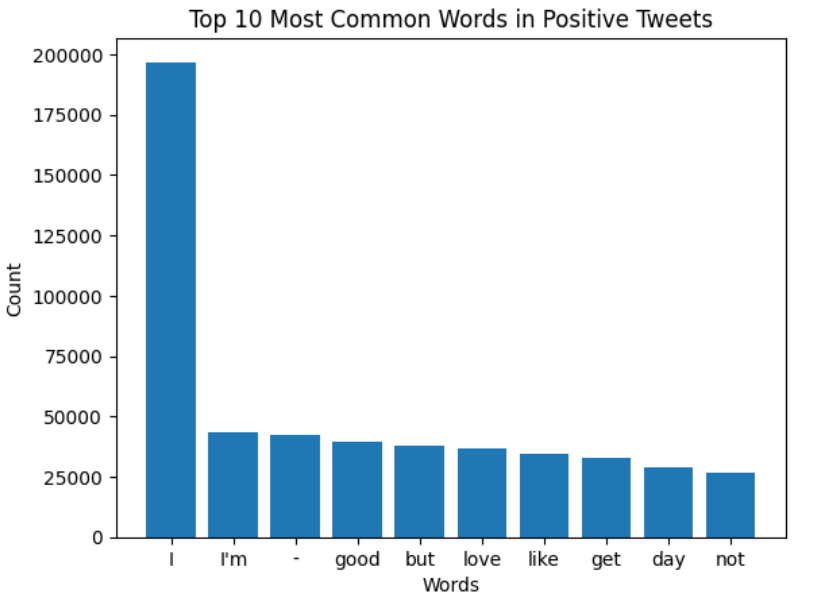 Top 10 Most Common Words in Positive Tweets
200000
175000
150000
125000
100000
75000
50000
25000
0
Count
I I'm - good but love like get day not
Words